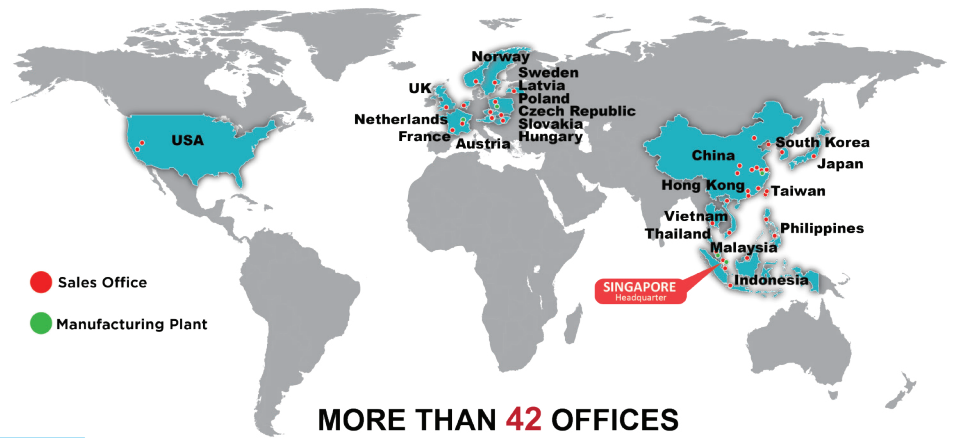 Norway
Sweden
UK
Latvia
Poland
Netherlands
Czech Republic
France
Slovakia
Austria
Hungary
USA
China
South Korea
Japan
Hong Kong
Taiwan
Vietnam
Thailand
Philippines
Malaysia
Indonesia
SINGAPORE
Headquarter
Sales Office
Manufacturing Plant
MORE THAN 42 OFFICES